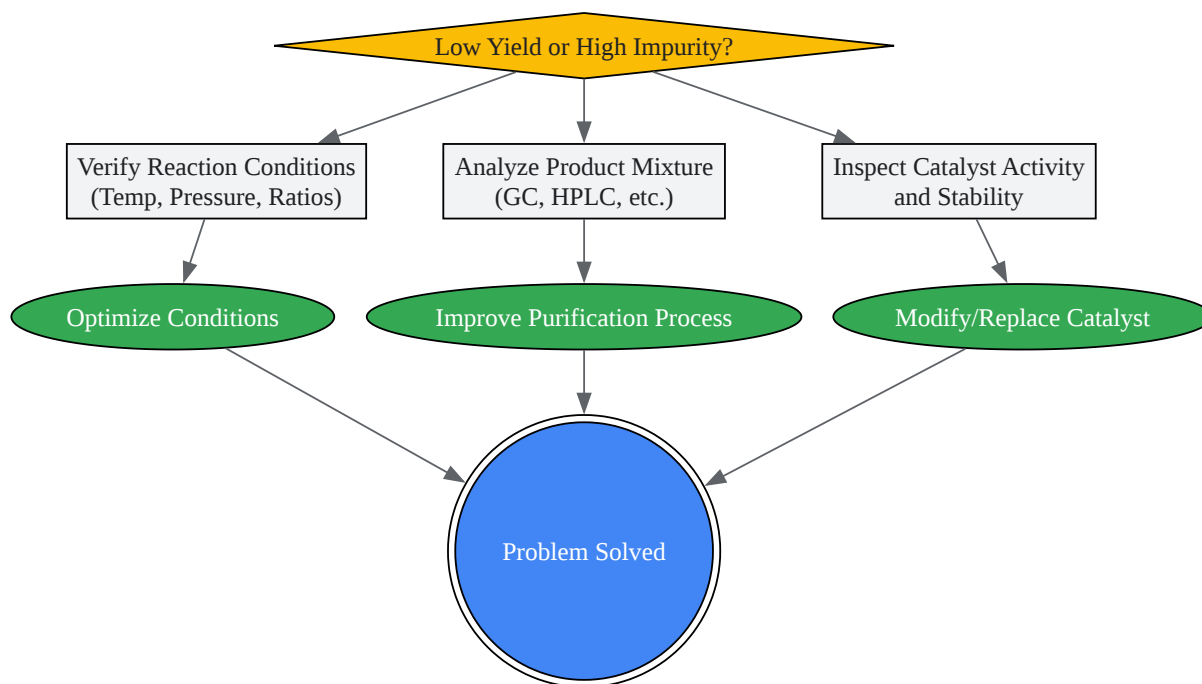 Low Yield or High Impurity?
Verify Reaction Conditions
(Temp, Pressure, Ratios)
Analyze Product Mixture
(GC, HPLC, etc.)
Inspect Catalyst Activity
and Stability
Optimize Conditions
Improve Purification Process
Modify/Replace Catalyst
Problem Solved